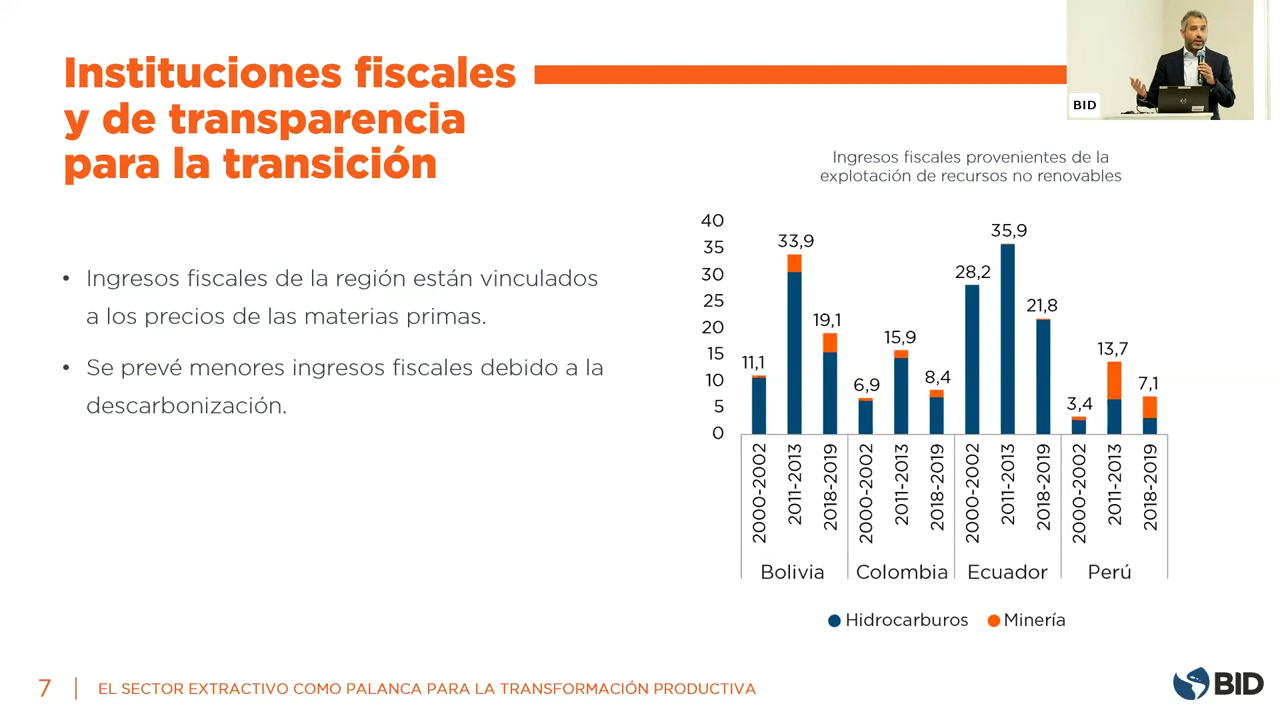 Instituciones fiscales
y de transparencia
para la transición
BID
Ingresos fiscales provenientes de la
explotación de recursos no renovables
• Ingresos fiscales de la región están vinculados
a los precios de las materias primas.
• Se prevé menores ingresos fiscales debido a la
descarbonización.
40
35
30
25
20
15
10
5
0
11,1
33,9
19,1
6,9
15,9
8,4
28,2
35,9
21,8
3,4
13,7
7,1
2000-2002
2011-2013
2018-2019
2000-2002
2011-2013
2018-2019
2000-2002
2011-2013
2018-2019
2000-2002
2011-2013
2018-2019
Bolivia
Colombia
Ecuador
Perú
Hidrocarburos
Minería
7
EL SECTOR EXTRACTIVO COMO PALANCA PARA LA TRANSFORMACIÓN PRODUCTIVA
BID